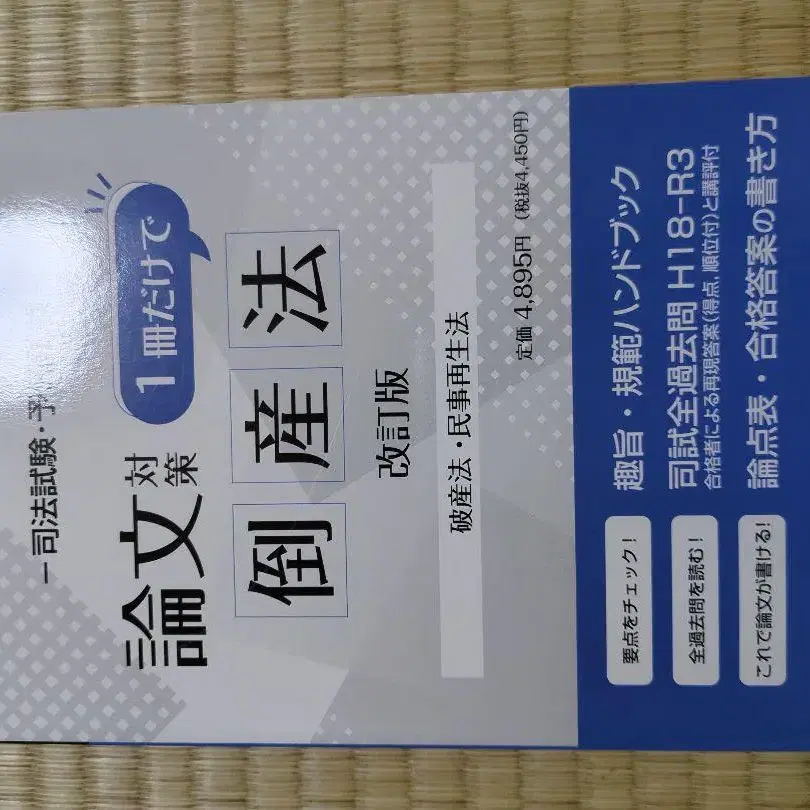 司法試験・予
論文対策
1冊だけで
倒産法
改訂版
破産法・民事再生法
定価 4,895円（税抜4,450円）
要点をチェック！ 趣旨・規範ハンドブック
全過去問を読む！ 司試全過去問 H18-R3
合格者による再現答案（得点，順位付）と講評付
これで論文が書ける！ 論点表・合格答案の書き方